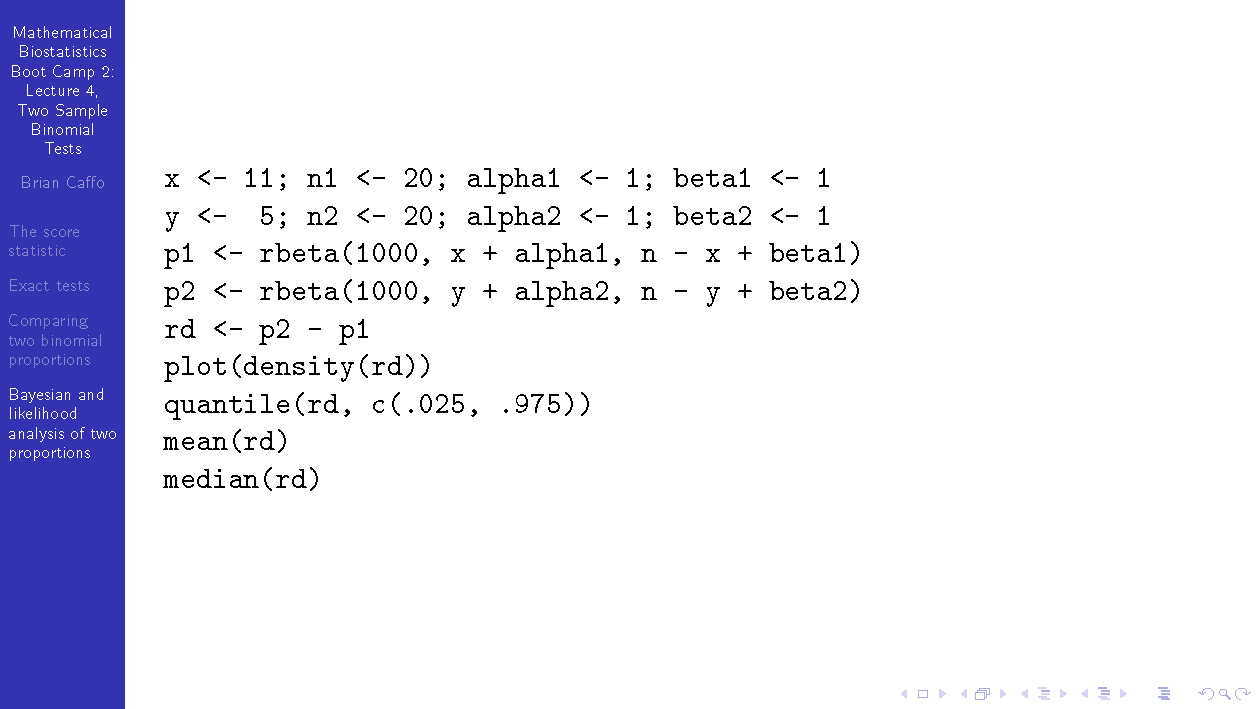 Mathematical
Biostatistics
Boot Camp 2:
Lecture 4,
Two Sample
Binomial
Tests
Brian Caffo
The score
statistic
Exact tests
Comparing
two binomial
proportions
Bayesian and
likelihood
analysis of two
proportions
x <- 11; n1 <- 20; alpha1 <- 1; beta1 <- 1
y <-  5; n2 <- 20; alpha2 <- 1; beta2 <- 1
p1 <- rbeta(1000, x + alpha1, n - x + beta1)
p2 <- rbeta(1000, y + alpha2, n - y + beta2)
rd <- p2 - p1
plot(density(rd))
quantile(rd, c(.025, .975))
mean(rd)
median(rd)